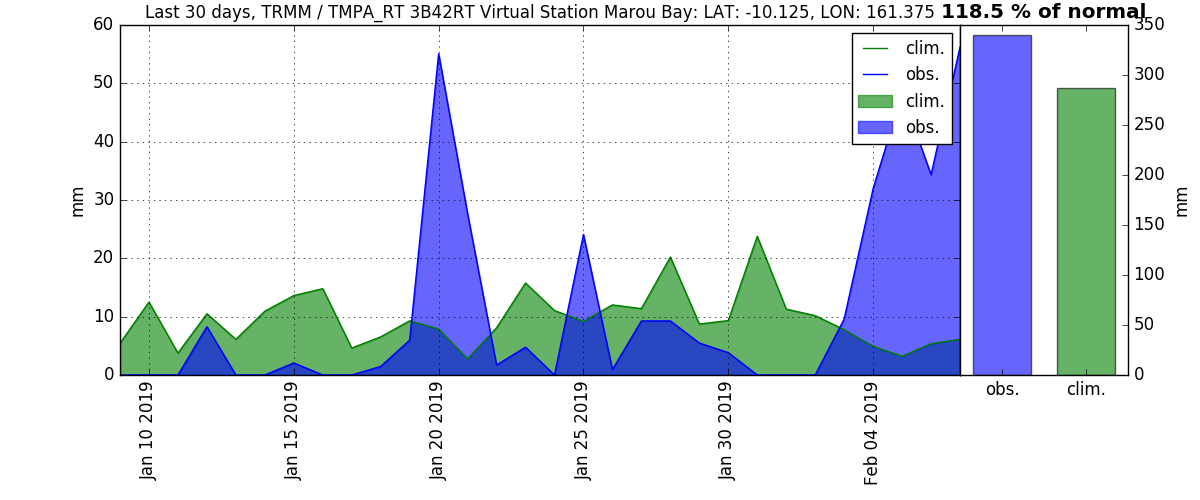 Last 30 days, TRMM / TMPA_RT 3B42RT Virtual Station Marou Bay: LAT: -10.125, LON: 161.375 118.5 % of normal
60
50
40
30
20
10
0
mm
clim.
obs.
clim.
obs.
Jan 10 2019
Jan 15 2019
Jan 20 2019
Jan 25 2019
Jan 30 2019
Feb 04 2019
350
300
250
200
150
100
50
0
mm
obs.
clim.